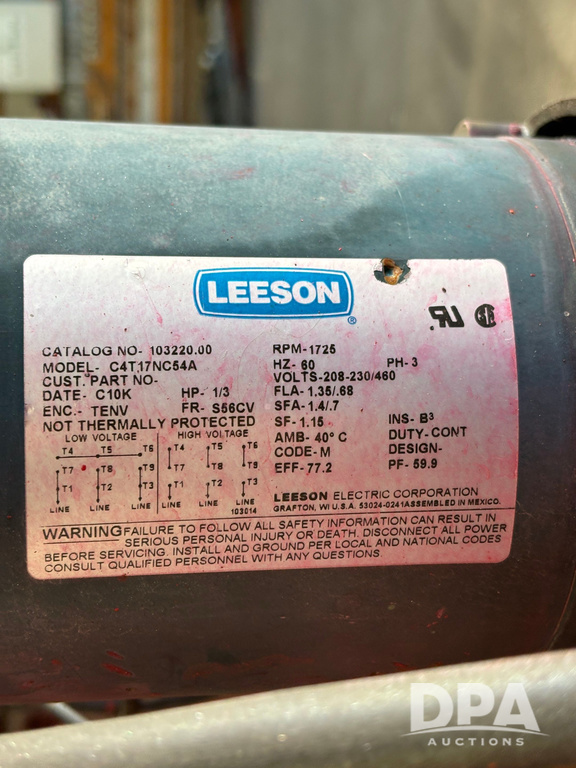 LEESON
®
CATALOG NO- 103220.00 RPM-1725
MODEL- C4T17NC54A HZ- 60 PH- 3
CUST. PART NO- VOLTS-208-230/460
DATE- C10K HP- 1/3 FLA- 1.35/.68
ENC.- TENV FR- S56CV SFA- 1.4/.7
NOT THERMALLY PROTECTED SF- 1.15 INS- B3
LOW VOLTAGE HIGH VOLTAGE AMB- 40° C DUTY- CONT
T4 T5 T6 T4 T5 T6 CODE- M DESIGN-
T7 T8 T9 T7 T8 T9 EFF- 77.2 PF- 59.9
T1 T2 T3 T1 T2 T3 LEESON ELECTRIC CORPORATION
LINE LINE LINE LINE LINE LINE GRAFTON, WI U.S.A. 53024-0241 ASSEMBLED IN MEXICO.
103014
WARNING FAILURE TO FOLLOW ALL SAFETY INFORMATION CAN RESULT IN
SERIOUS PERSONAL INJURY OR DEATH. DISCONNECT ALL POWER
BEFORE SERVICING. INSTALL AND GROUND PER LOCAL AND NATIONAL CODES
CONSULT QUALIFIED PERSONNEL WITH ANY QUESTIONS.
DPA
AUCTIONS